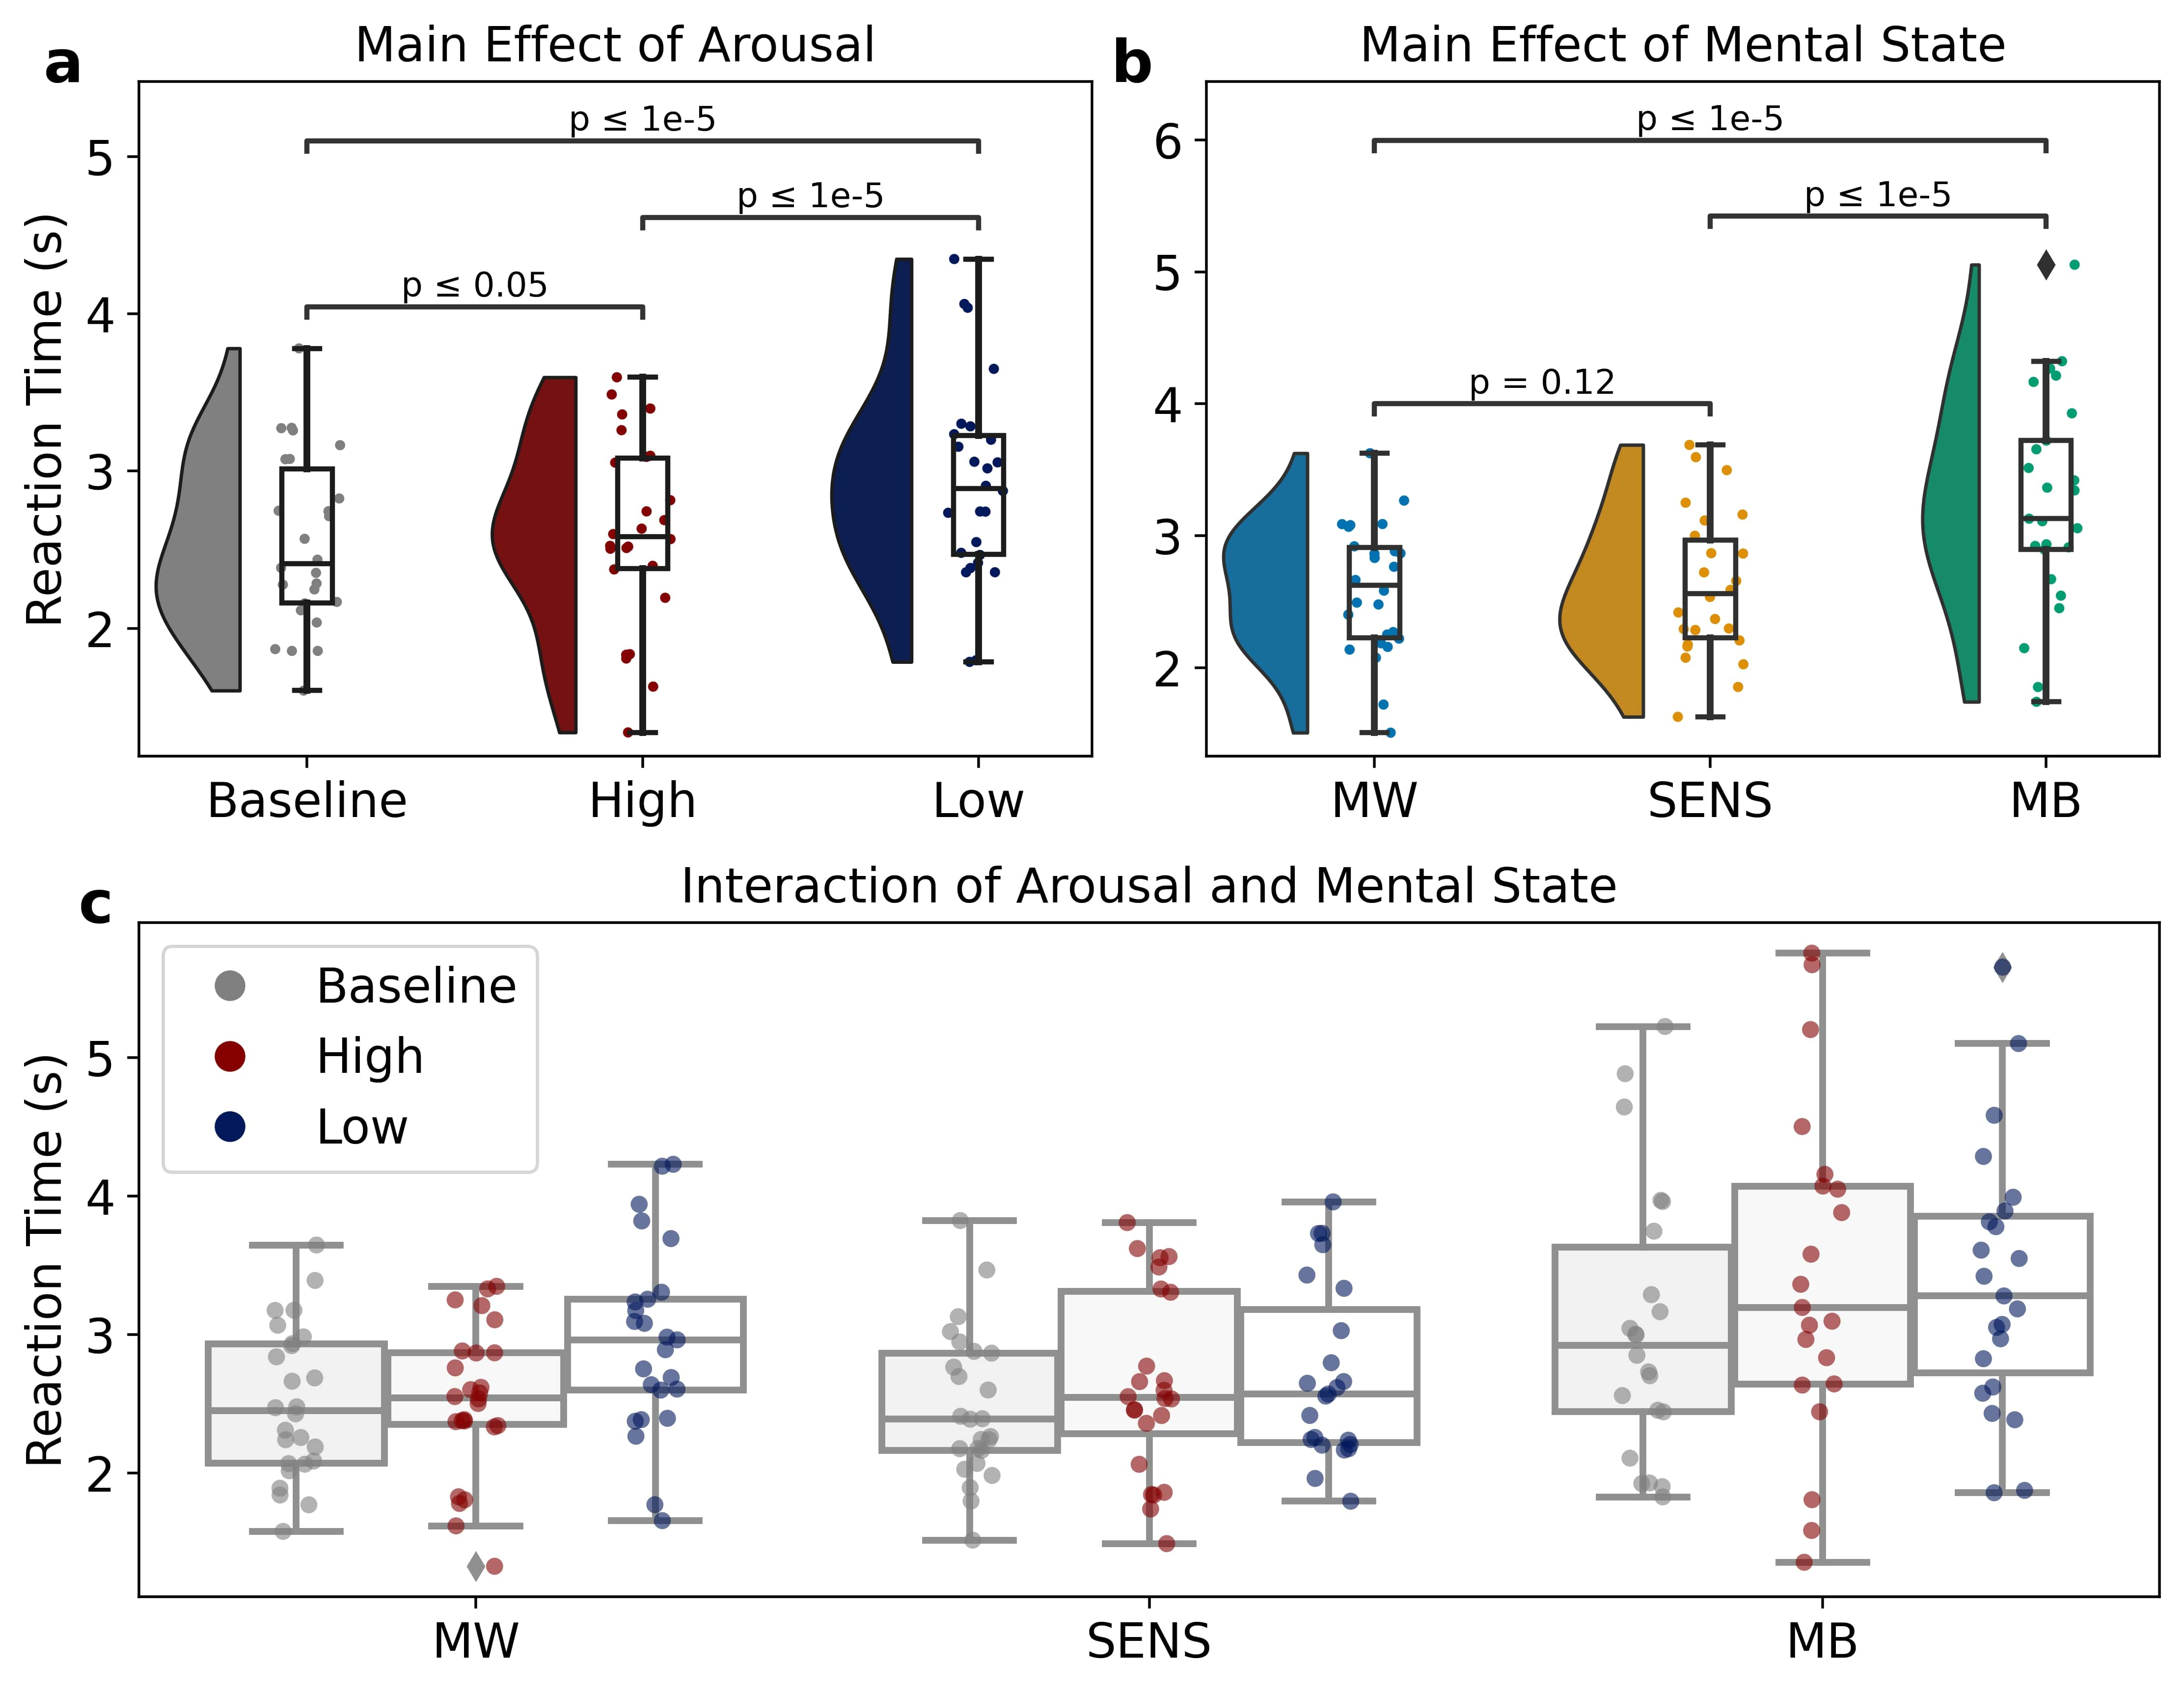 a
Main Effect of Arousal
Reaction Time (s)
5
4
3
2
p ≤ 1e-5
p ≤ 1e-5
p ≤ 0.05
Baseline
High
Low
b
Main Effect of Mental State
6
5
4
3
2
p ≤ 1e-5
p ≤ 1e-5
p = 0.12
MW
SENS
MB
c
Interaction of Arousal and Mental State
Reaction Time (s)
5
4
3
2
Baseline
High
Low
MW
SENS
MB